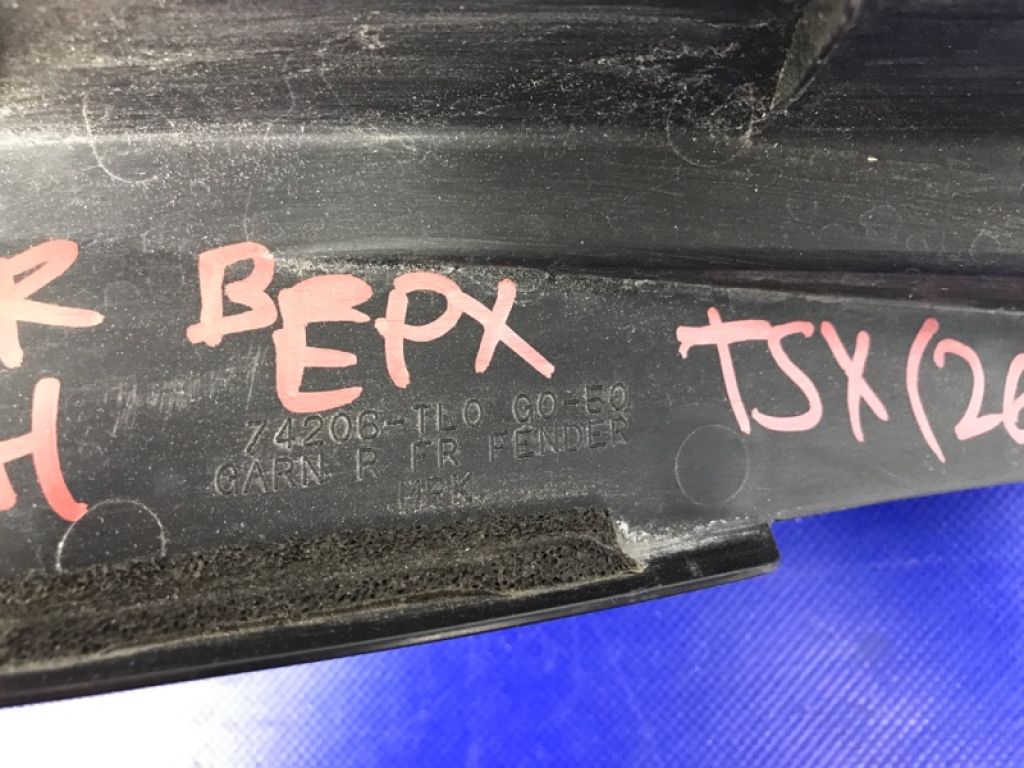 R ВЕРХ TSX (26
H
74206-TL0 G0-50
GARN R FR FENDER